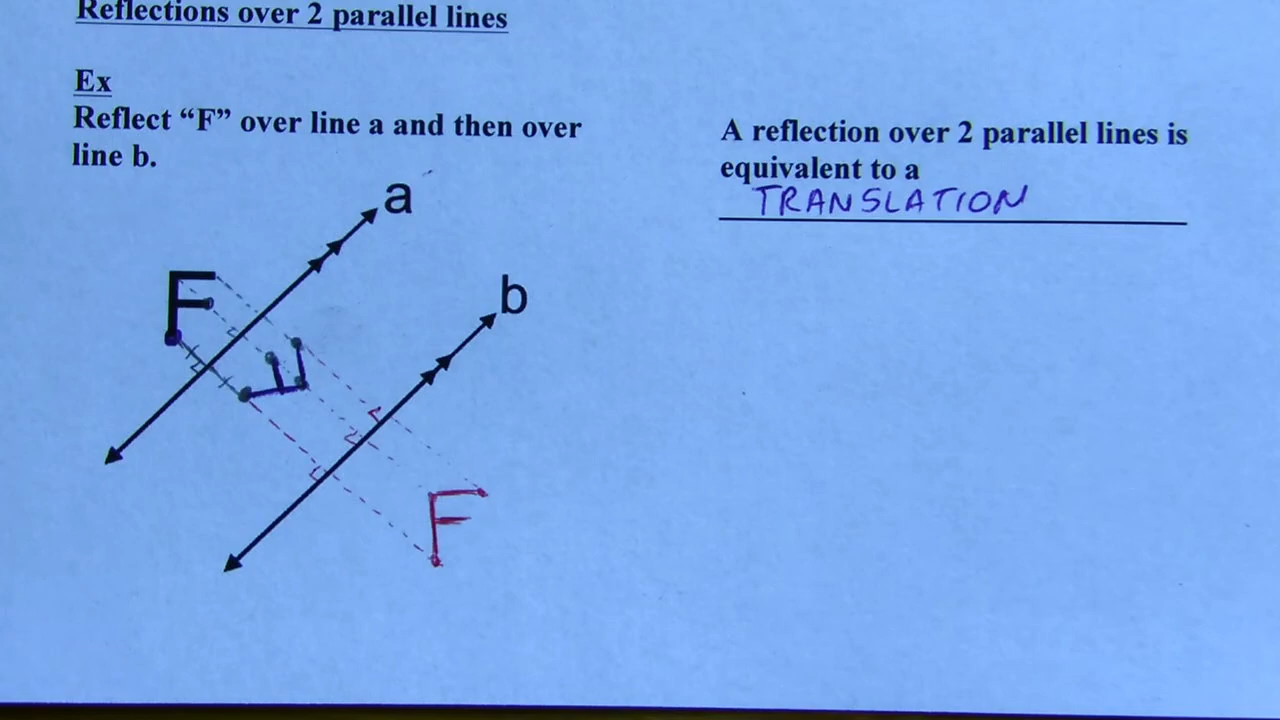 Reflections over 2 parallel lines
Ex
Reflect “F” over line a and then over
line b.
A reflection over 2 parallel lines is
equivalent to a
TRANSLATION
a
b
F
F
F